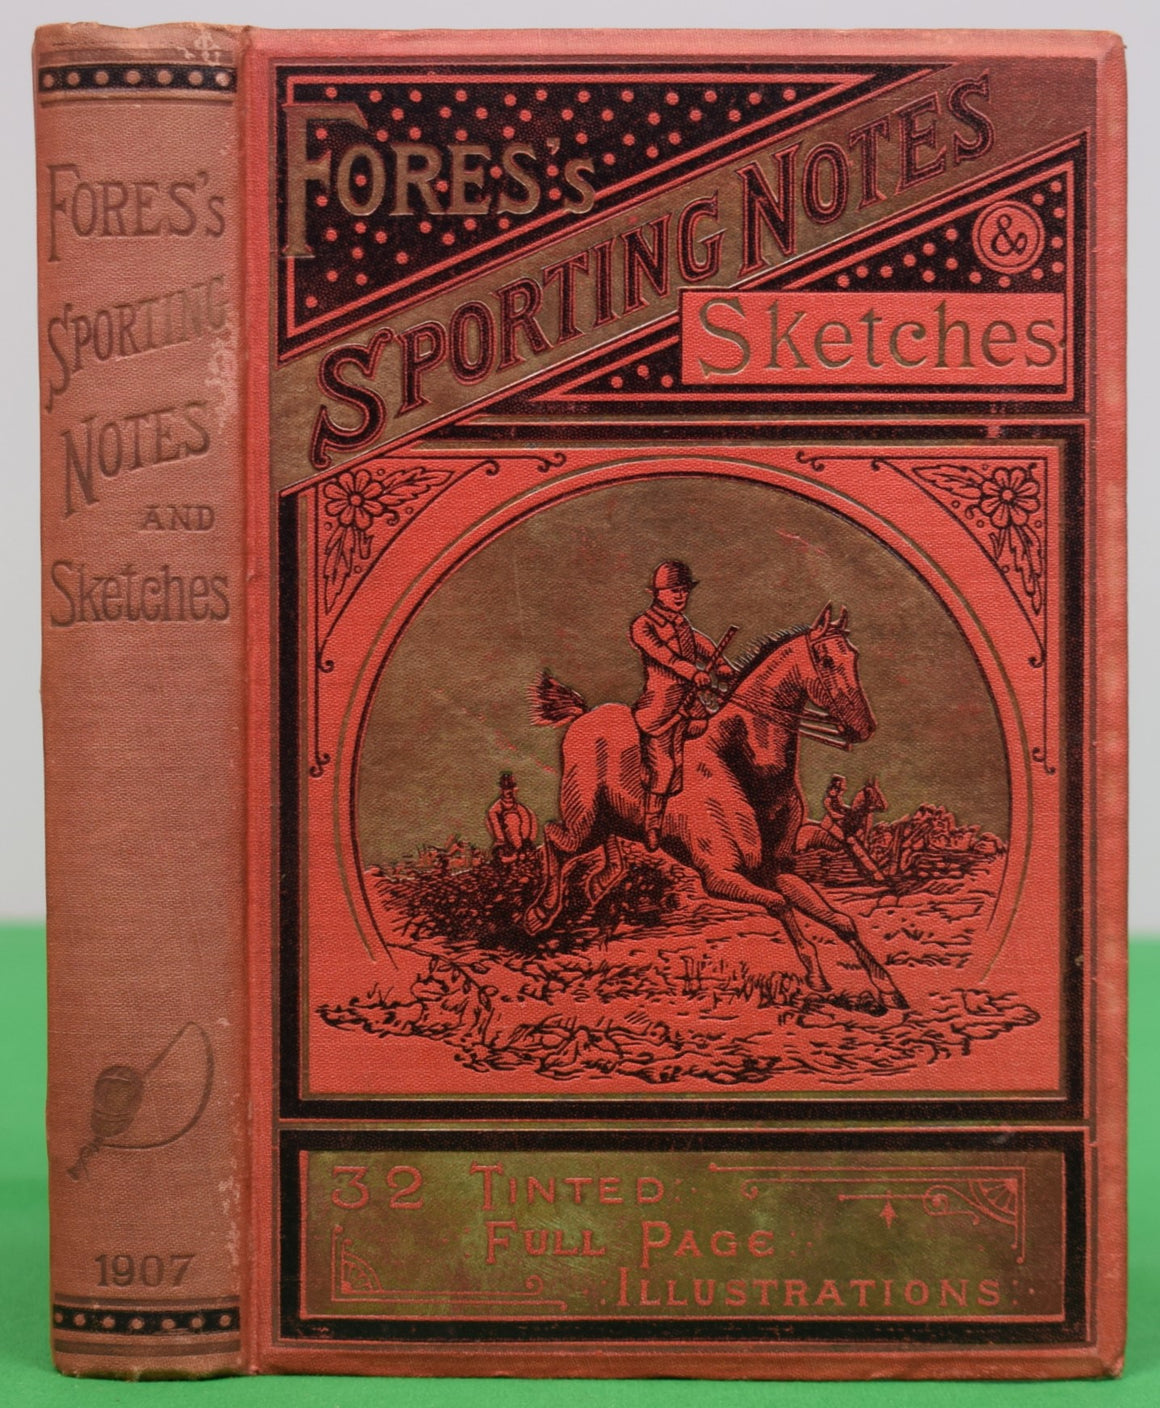 FORES's
SPORTING
NOTES
AND
Sketches
1907
FORES's
SPORTING NOTES
&
Sketches
32 TINTED
FULL PAGE
ILLUSTRATIONS